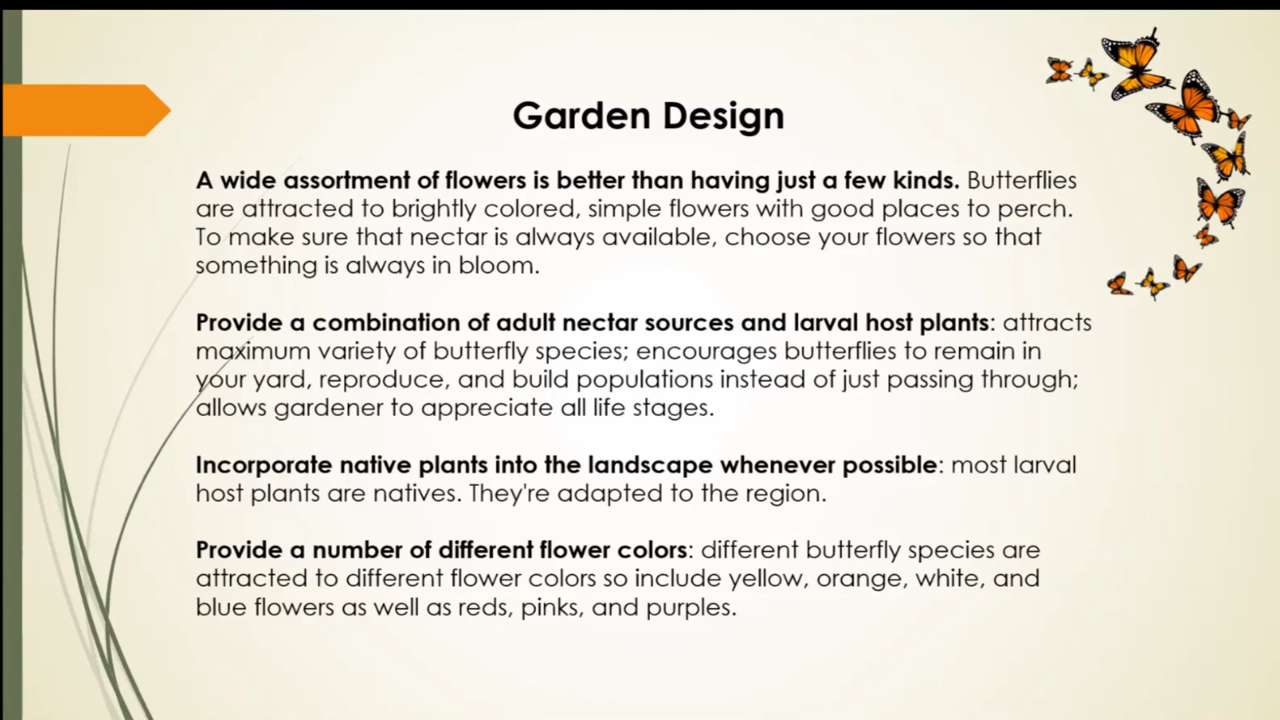 Garden Design
A wide assortment of flowers is better than having just a few kinds. Butterflies
are attracted to brightly colored, simple flowers with good places to perch.
To make sure that nectar is always available, choose your flowers so that
something is always in bloom.
Provide a combination of adult nectar sources and larval host plants: attracts
maximum variety of butterfly species; encourages butterflies to remain in
your yard, reproduce, and build populations instead of just passing through;
allows gardener to appreciate all life stages.
Incorporate native plants into the landscape whenever possible: most larval
host plants are natives. They're adapted to the region.
Provide a number of different flower colors: different butterfly species are
attracted to different flower colors so include yellow, orange, white, and
blue flowers as well as reds, pinks, and purples.